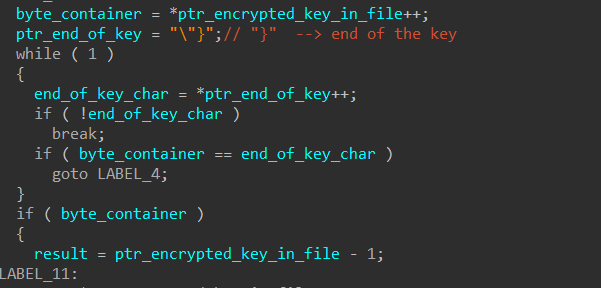 byte_container = *ptr_encrypted_key_in_file++;
ptr_end_of_key = "\"}";// "}"  --> end of the key
while ( 1 )
{
end_of_key_char = *ptr_end_of_key++;
if ( !end_of_key_char )
break;
if ( byte_container == end_of_key_char )
goto LABEL_4;
}
if ( byte_container )
{
result = ptr_encrypted_key_in_file - 1;
LABEL_11: